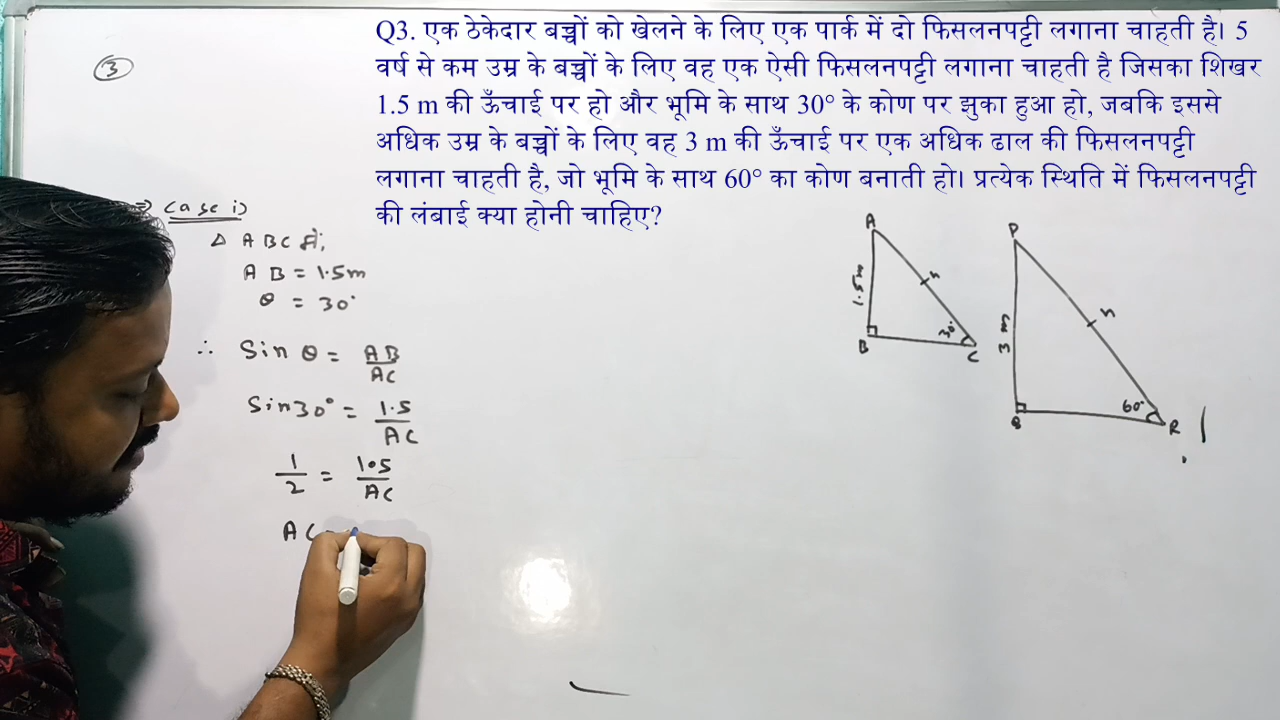 Q3. एक ठेकेदार बच्चों को खेलने के लिए एक पार्क में दो फिसलनपट्टी लगाना चाहती है। 5
वर्ष से कम उम्र के बच्चों के लिए वह एक ऐसी फिसलनपट्टी लगाना चाहती है जिसका शिखर
1.5 m की ऊँचाई पर हो और भूमि के साथ 30° के कोण पर झुका हुआ हो, जबकि इससे
अधिक उम्र के बच्चों के लिए वह 3 m की ऊँचाई पर एक अधिक ढाल की फिसलनपट्टी
लगाना चाहती है, जो भूमि के साथ 60° का कोण बनाती हो। प्रत्येक स्थिति में फिसलनपट्टी
की लंबाई क्या होनी चाहिए?
3
⇒ Case i)
Δ ABC में,
AB = 1.5m
θ = 30°
∴ Sin θ = AB/AC
Sin30° = 1.5/AC
1/2 = 1.5/AC
AC =
A
1.5m
B
30°
C
P
3 m
60°
R